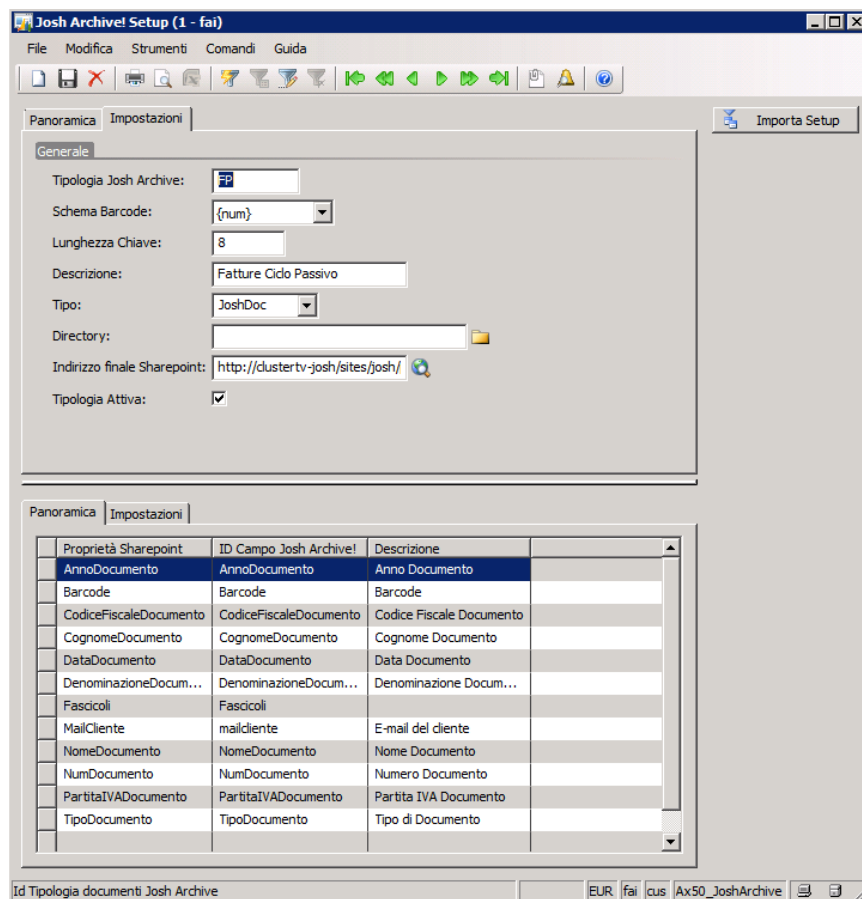 Josh Archive! Setup (1 - fai)
File Modifica Strumenti Comandi Guida
Panoramica Impostazioni
Importa Setup
Generale
Tipologia Josh Archive: FP
Schema Barcode: {num}
Lunghezza Chiave: 8
Descrizione: Fatture Ciclo Passivo
Tipo: JoshDoc
Directory:
Indirizzo finale Sharepoint: http://clustertv-josh/sites/josh/
Tipologia Attiva:
Panoramica Impostazioni
Proprietà Sharepoint ID Campo Josh Archive! Descrizione
AnnoDocumento AnnoDocumento Anno Documento
Barcode Barcode Barcode
CodiceFiscaleDocumento CodiceFiscaleDocumento Codice Fiscale Documento
CognomeDocumento CognomeDocumento Cognome Documento
DataDocumento DataDocumento Data Documento
DenominazioneDocum... DenominazioneDocum... Denominazione Docum...
Fascicoli Fascicoli
MailCliente mailcliente E-mail del cliente
NomeDocumento NomeDocumento Nome Documento
NumDocumento NumDocumento Numero Documento
PartitaIVADocumento PartitaIVADocumento Partita IVA Documento
TipoDocumento TipoDocumento Tipo di Documento
Id Tipologia documenti Josh Archive EUR fai cus Ax50_JoshArchive